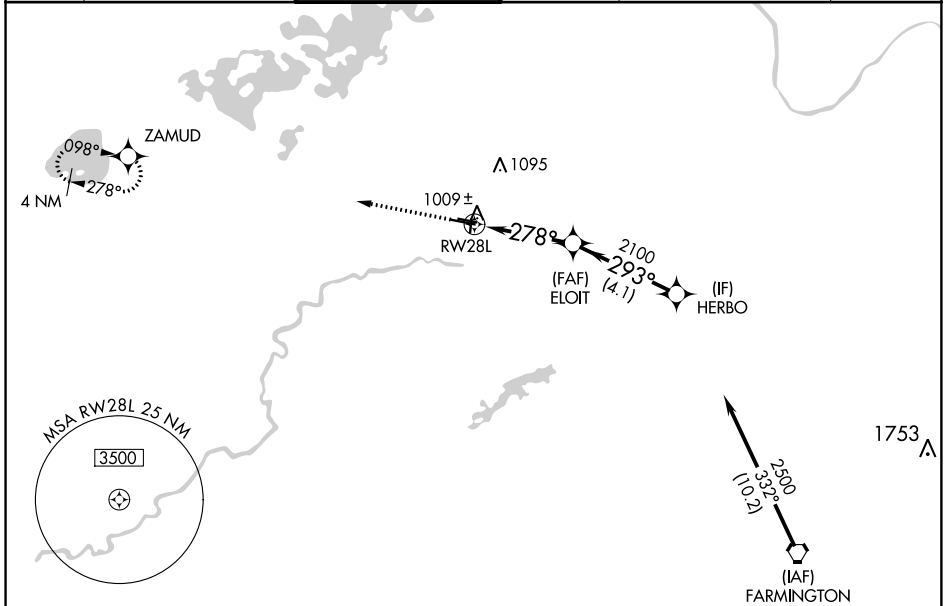 ZAMUD
098°
278°
4 NM
1095
1009 ±
RW28L
278°
(FAF)
ELOIT
2100
293°
(4.1)
(IF)
HERBO
MSA RW28L 25 NM
3500
1753
2500
332°
(10.2)
(IAF)
FARMINGTON